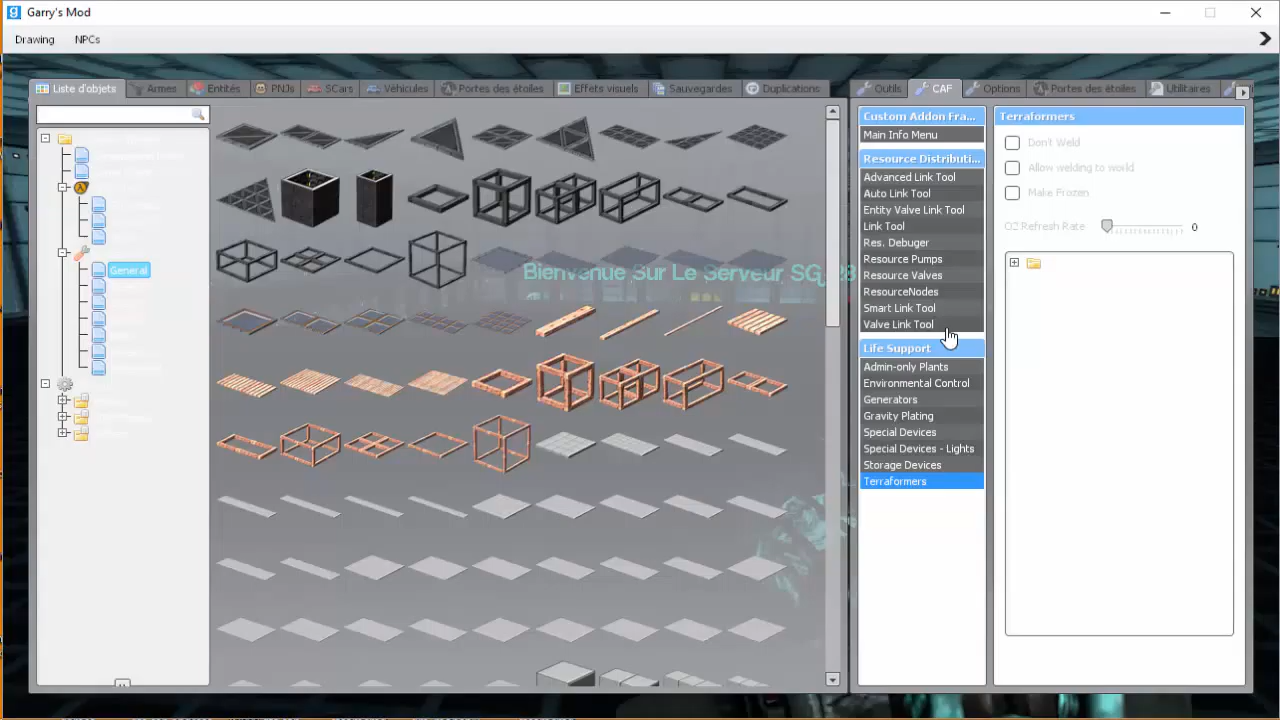 Garry's Mod
Drawing NPCs
Liste d'objets Armes Entités PNJs SCars Véhicules Portes des étoiles Effets visuels Sauvegardes Duplications
Outils CAF Options Portes des étoiles Utilitaires
General
Bienvenue Sur Le Serveur SG
Custom Addon Fra...
Main Info Menu
Resource Distributi...
Advanced Link Tool
Auto Link Tool
Entity Valve Link Tool
Link Tool
Res. Debuger
Resource Pumps
Resource Valves
ResourceNodes
Smart Link Tool
Valve Link Tool
Life Support
Admin-only Plants
Environmental Control
Generators
Gravity Plating
Special Devices
Special Devices - Lights
Storage Devices
Terraformers
Terraformers
Don't Weld
Allow welding to world
Make Frozen
O2 Refresh Rate 0